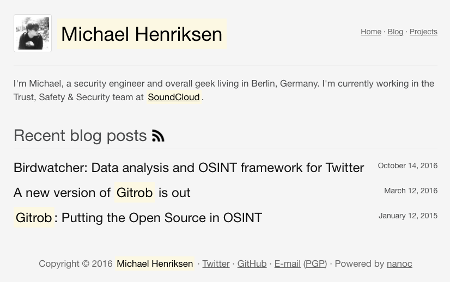 Michael Henriksen
Home · Blog · Projects
I'm Michael, a security engineer and overall geek living in Berlin, Germany. I'm currently working in the
Trust, Safety & Security team at SoundCloud.
Recent blog posts
Birdwatcher: Data analysis and OSINT framework for Twitter October 14, 2016
A new version of Gitrob is out March 12, 2016
Gitrob: Putting the Open Source in OSINT January 12, 2015
Copyright © 2016 Michael Henriksen · Twitter · GitHub · E-mail (PGP) · Powered by nanoc